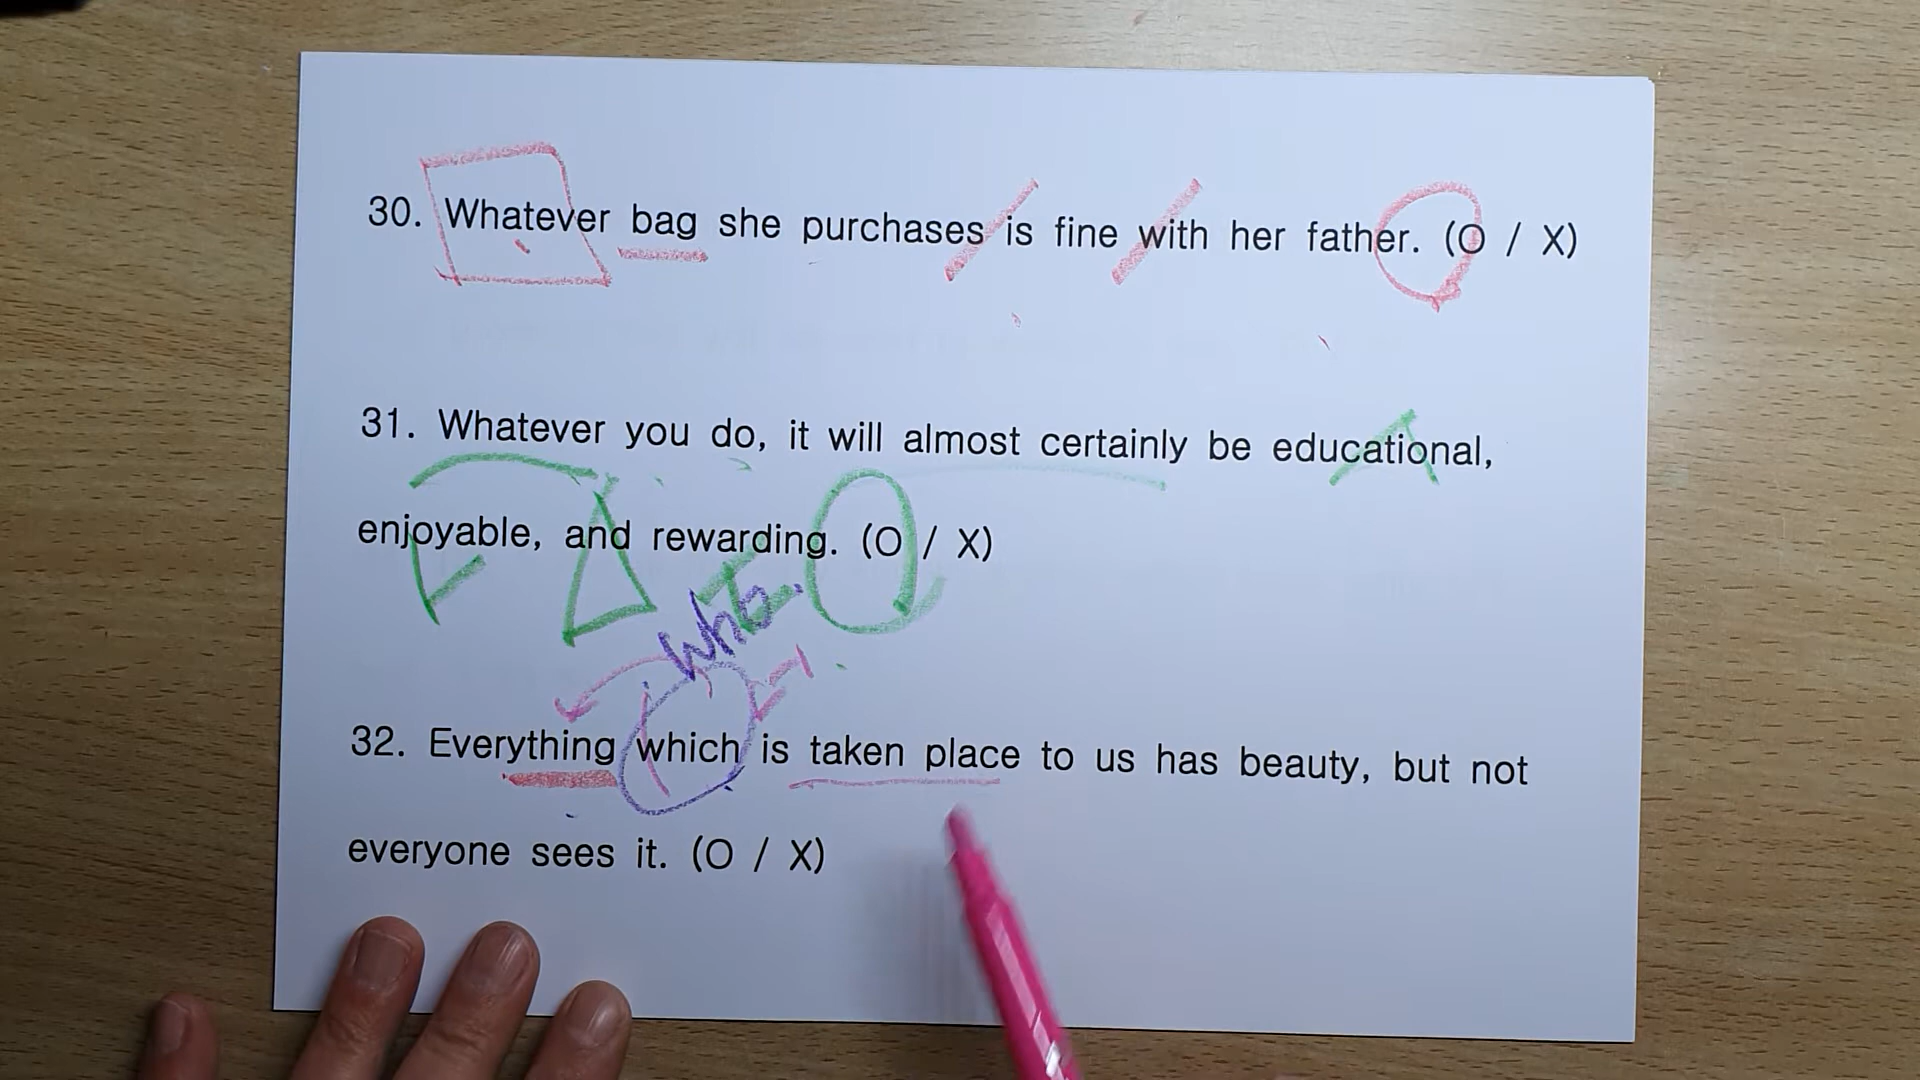 30. Whatever bag she purchases is fine with her father. (O / X)
31. Whatever you do, it will almost certainly be educational,
enjoyable, and rewarding. (O / X)
who
32. Everything which is taken place to us has beauty, but not
everyone sees it. (O / X)